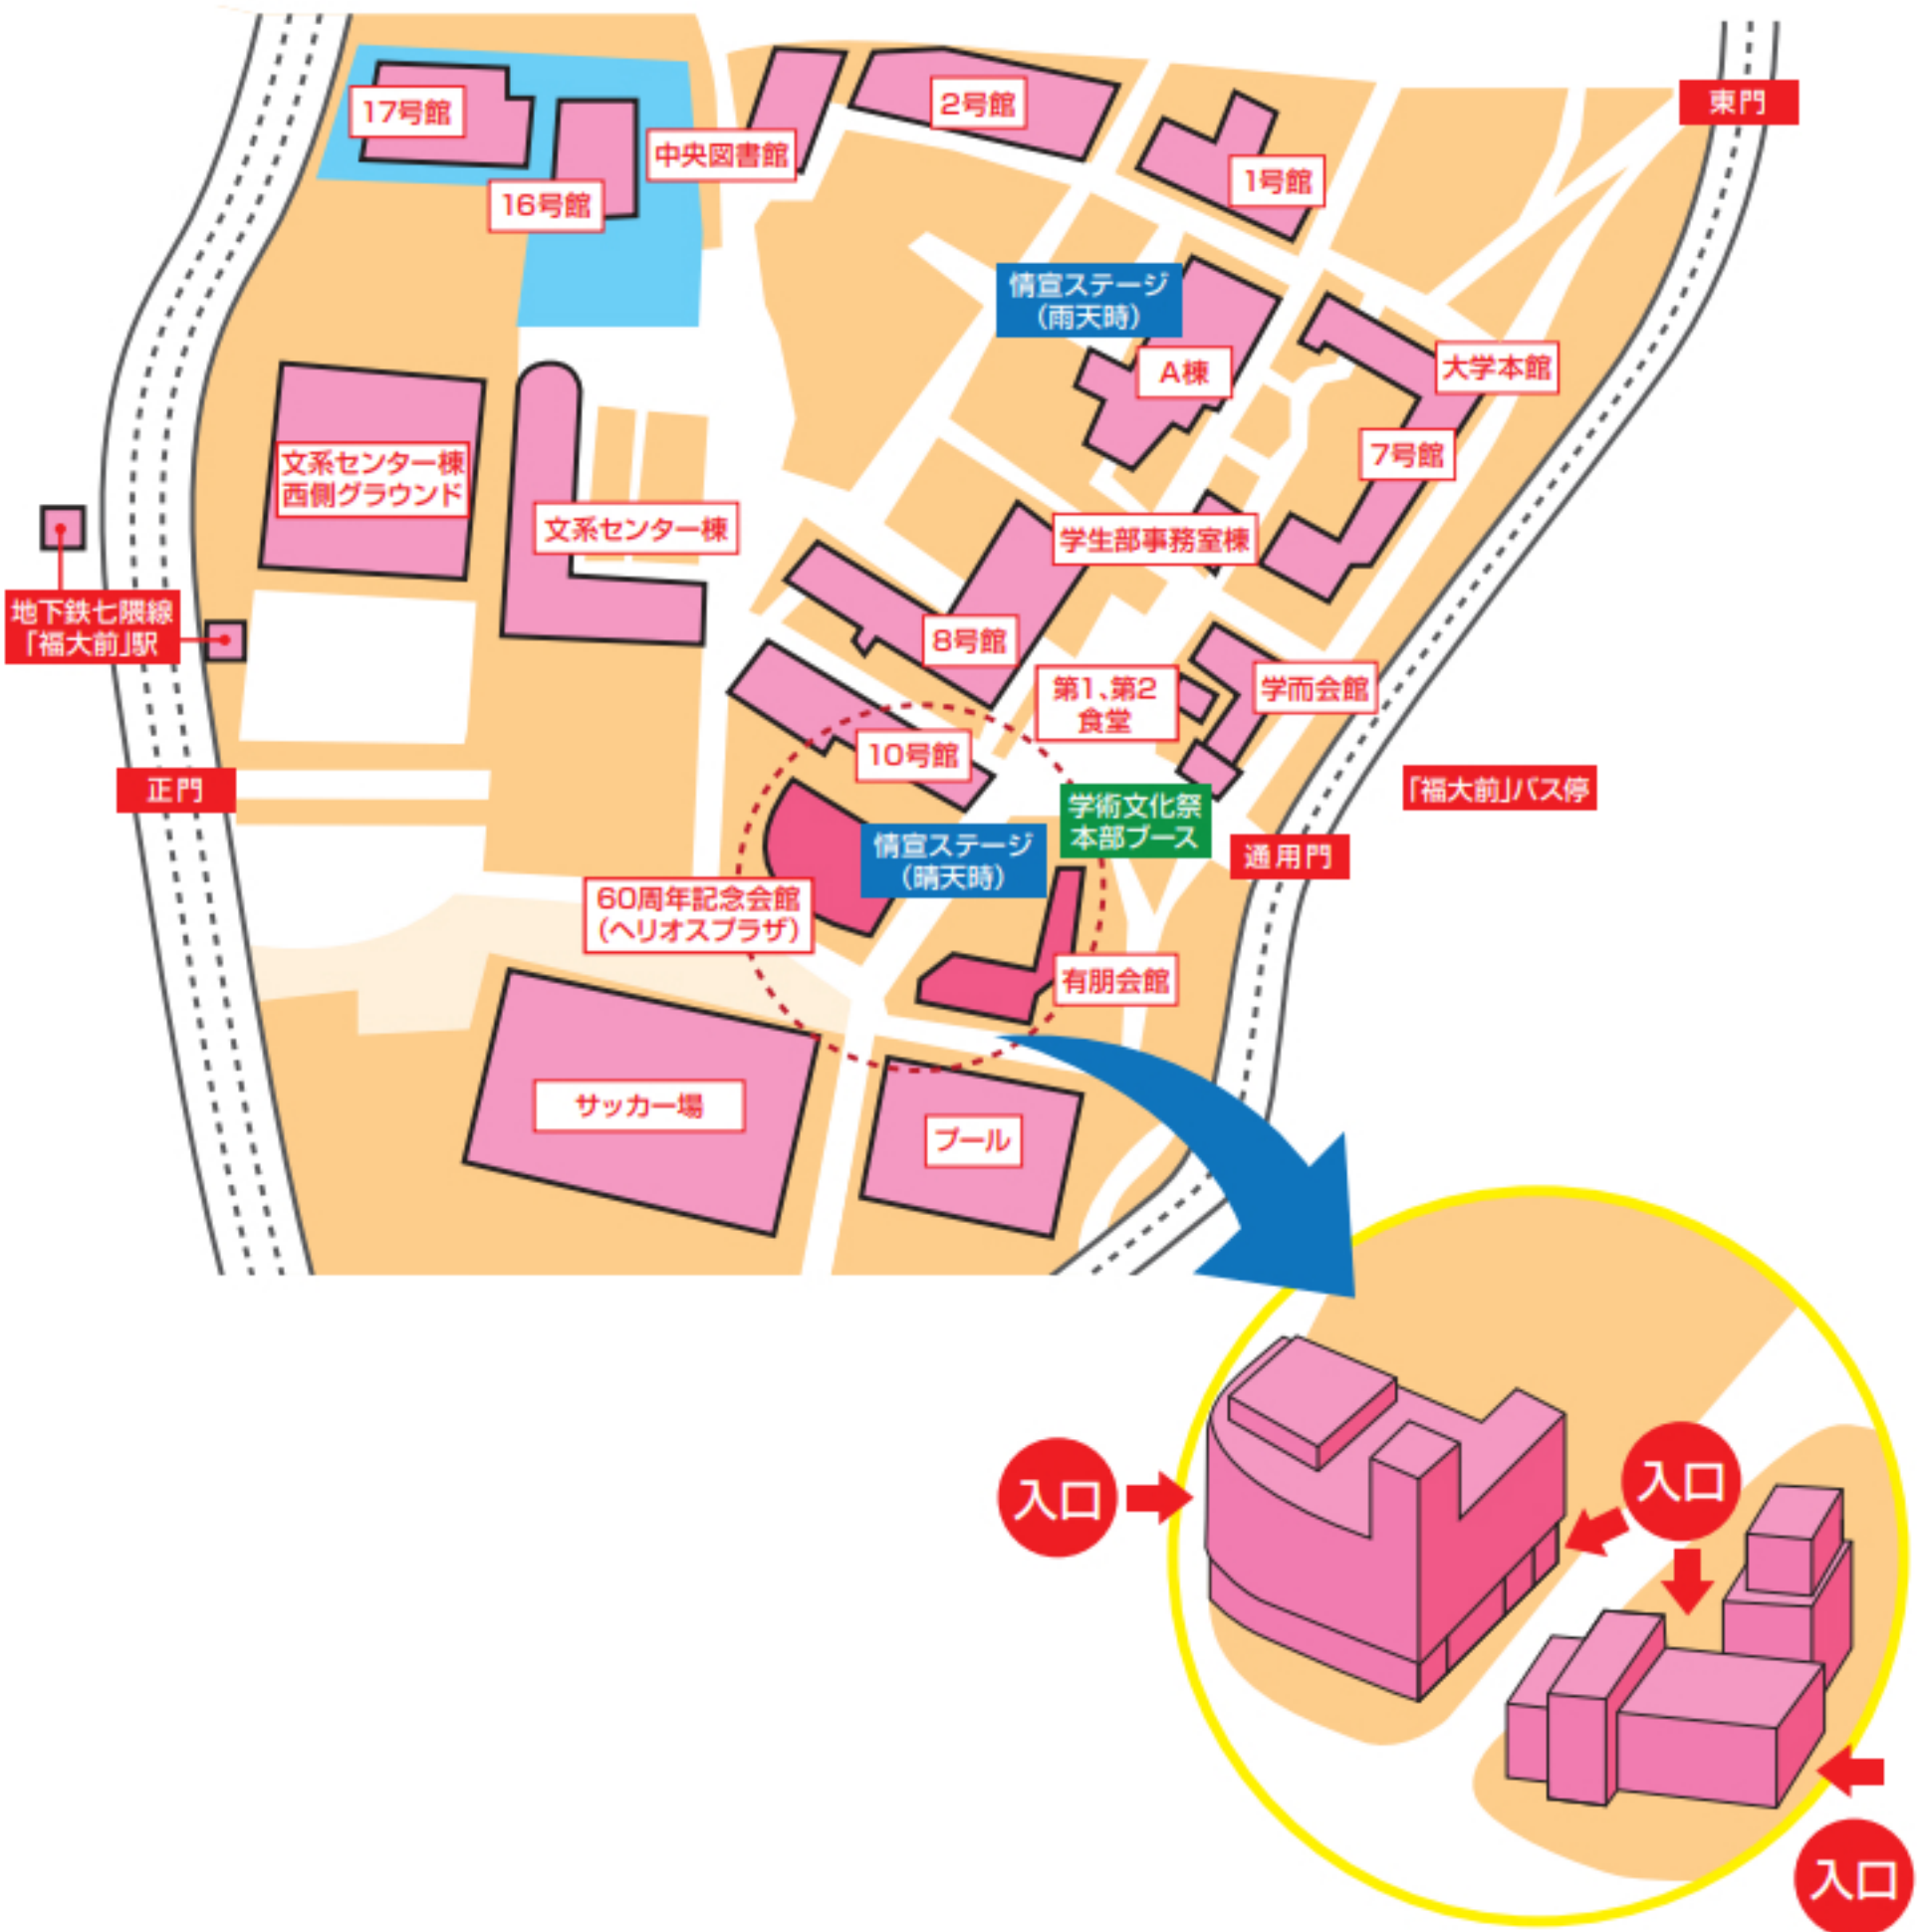 東門
17号館
2号館
中央図書館
1号館
16号館
情宣ステージ
（雨天時）
A棟
大学本館
7号館
文系センター棟
西側グラウンド
文系センター棟
学生部事務室棟
地下鉄七隈線
「福大前」駅
8号館
第1、第2
食堂
学而会館
10号館
正門
「福大前」バス停
学術文化祭
本部ブース
情宣ステージ
（晴天時）
通用門
60周年記念会館
（ヘリオスプラザ）
有朋会館
サッカー場
プール
入口
入口
入口